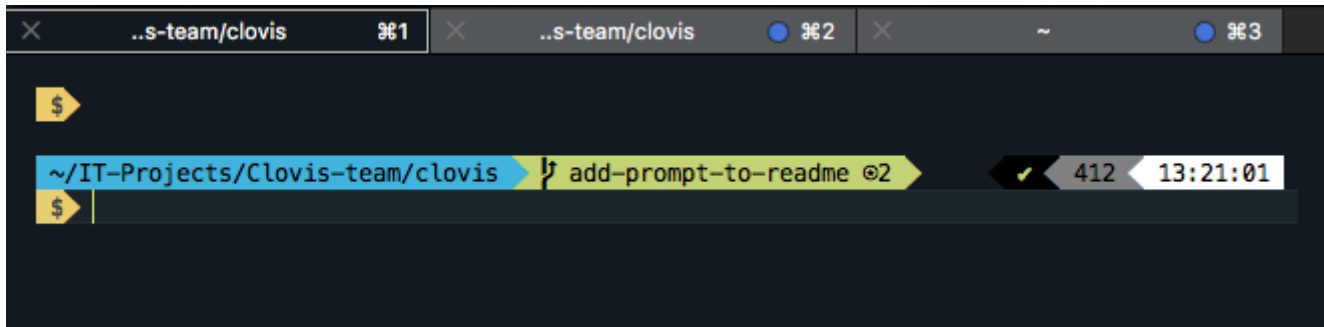 ..s-team/clovis ⌘1 ..s-team/clovis ⌘2 ~ ⌘3
$
~/IT-Projects/Clovis-team/clovis add-prompt-to-readme ⍟2 ✔ 412 13:21:01
$